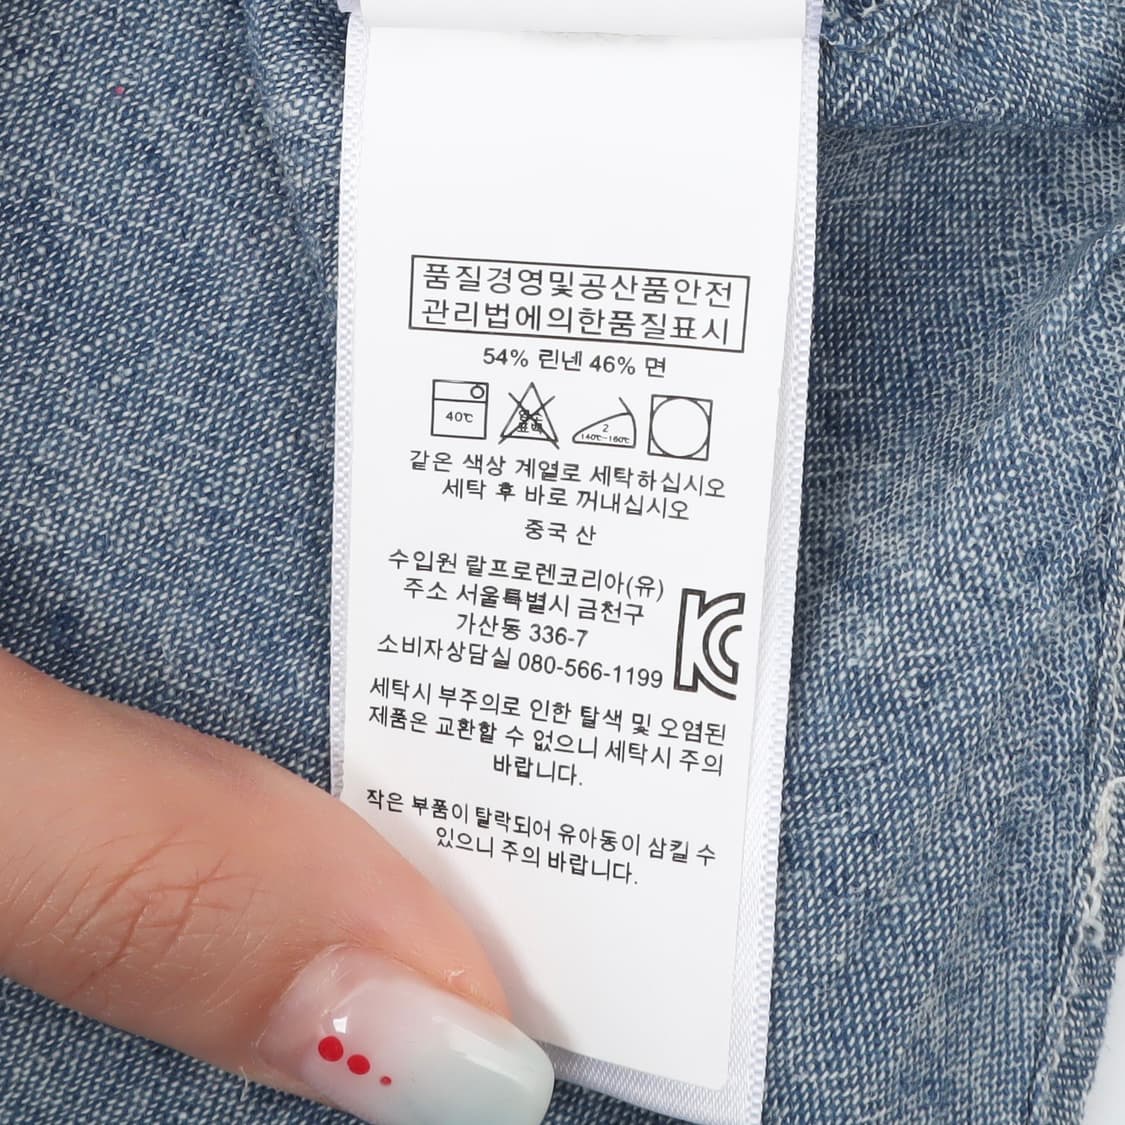 품질경영및공산품안전
관리법에의한품질표시
54% 린넨 46% 면
40℃
염소
표백
2
140℃~160℃
같은 색상 계열로 세탁하십시오
세탁 후 바로 꺼내십시오
중국 산
수입원 랄프로렌코리아(유)
주소 서울특별시 금천구
가산동 336-7
소비자상담실 080-566-1199
세탁시 부주의로 인한 탈색 및 오염된
제품은 교환할 수 없으니 세탁시 주의
바랍니다.
작은 부품이 탈락되어 유아동이 삼킬 수
있으니 주의 바랍니다.